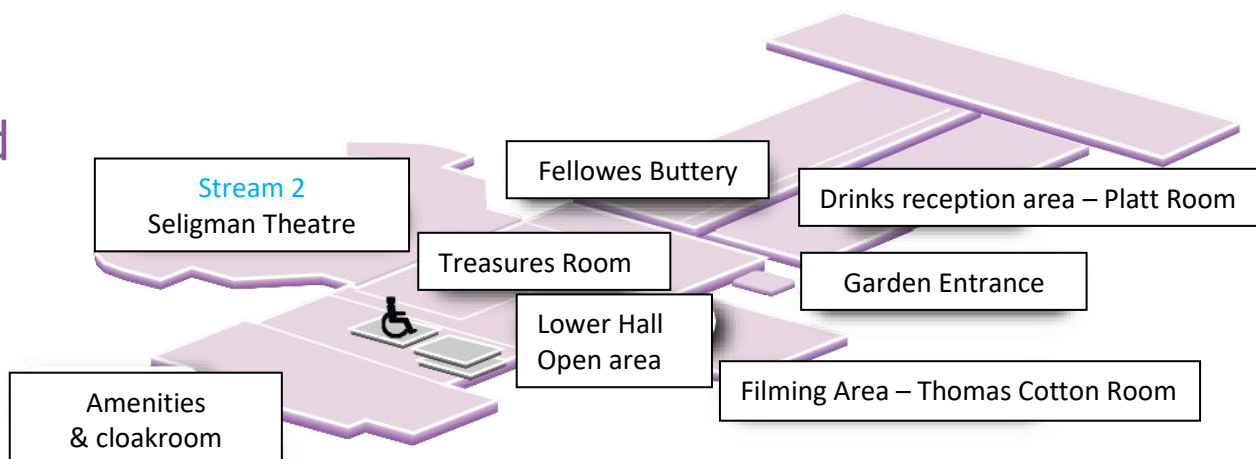 d
Stream 2
Seligman Theatre
Fellowes Buttery
Drinks reception area – Platt Room
Treasures Room
Garden Entrance
Lower Hall
Open area
Filming Area – Thomas Cotton Room
Amenities
& cloakroom